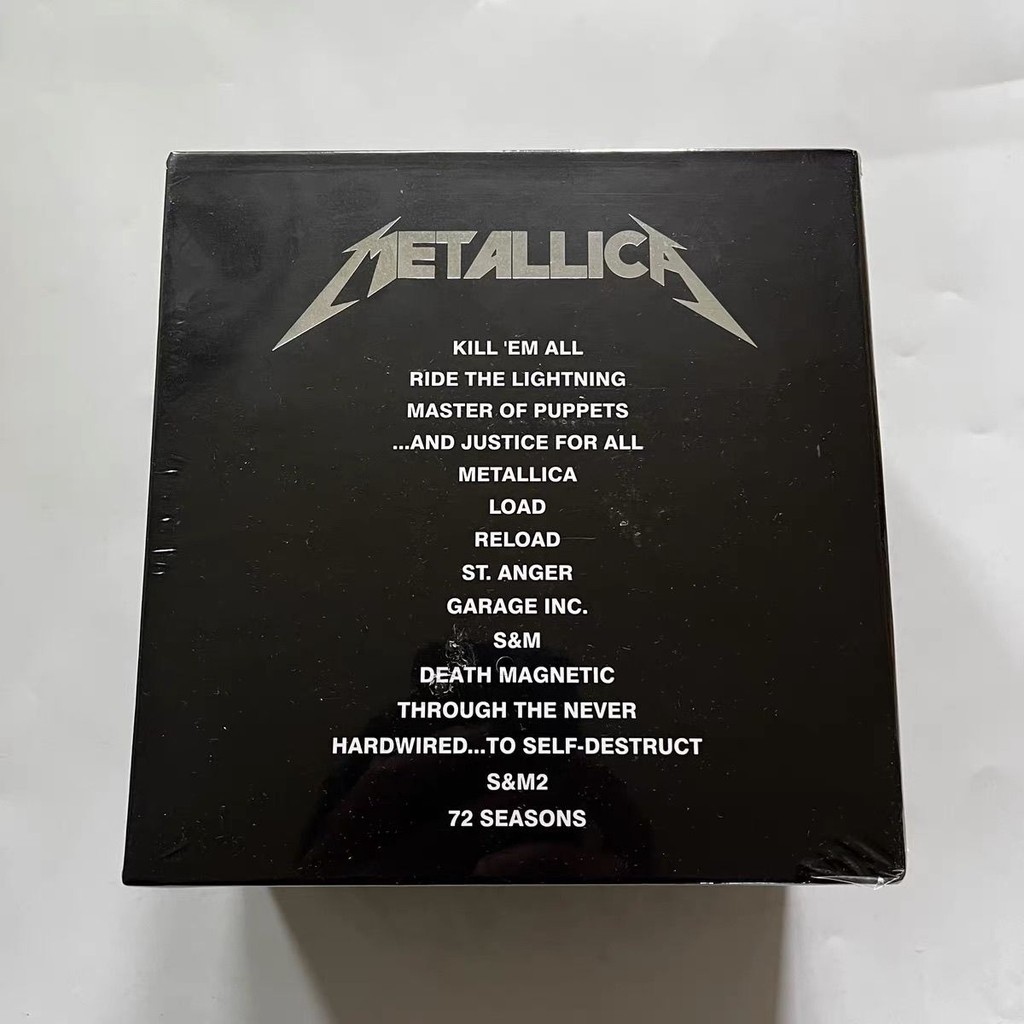 METALLICA
KILL 'EM ALL
RIDE THE LIGHTNING
MASTER OF PUPPETS
...AND JUSTICE FOR ALL
METALLICA
LOAD
RELOAD
ST. ANGER
GARAGE INC.
S&M
DEATH MAGNETIC
THROUGH THE NEVER
HARDWIRED...TO SELF-DESTRUCT
S&M2
72 SEASONS